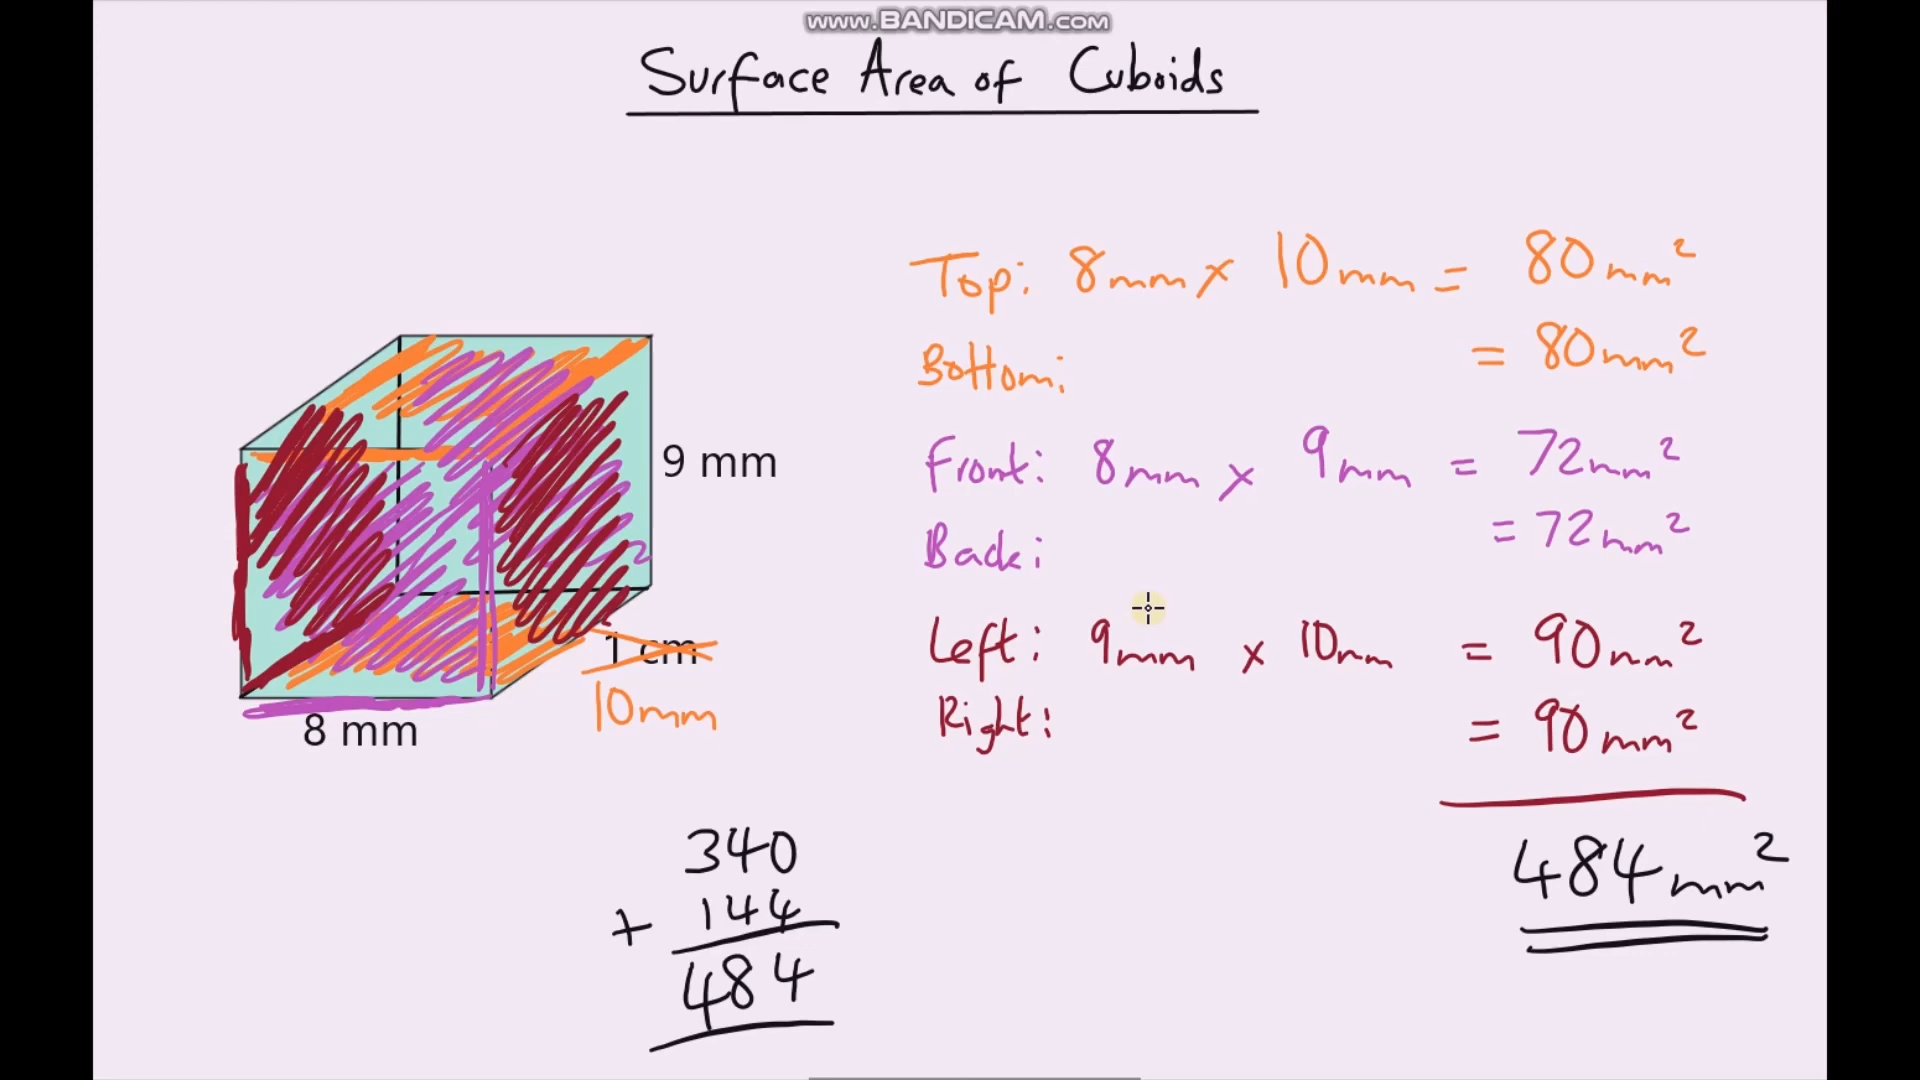 www.BANDICAM.com
Surface Area of Cuboids
Top: 8mm x 10mm = 80mm²
Bottom: = 80mm²
Front: 8mm x 9mm = 72mm²
Back: = 72mm²
Left: 9mm x 10mm = 90mm²
Right: = 90mm²
484mm²
9 mm
1 cm
10mm
8 mm
340
+ 144
484